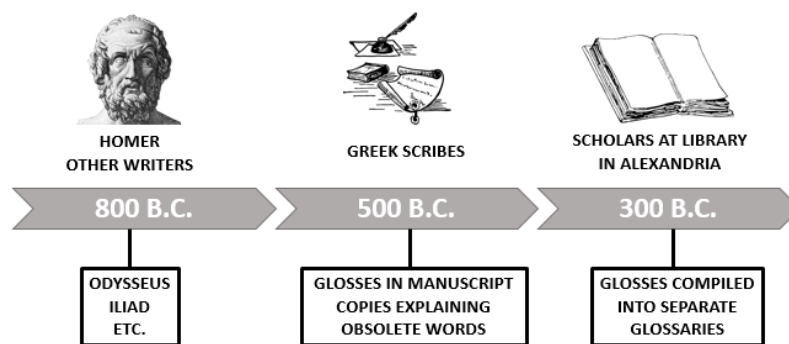 HOMER
OTHER WRITERS
GREEK SCRIBES
SCHOLARS AT LIBRARY
IN ALEXANDRIA
800 B.C.
500 B.C.
300 B.C.
ODYSSEUS
ILIAD
ETC.
GLOSSES IN MANUSCRIPT
COPIES EXPLAINING
OBSOLETE WORDS
GLOSSES COMPILED
INTO SEPARATE
GLOSSARIES